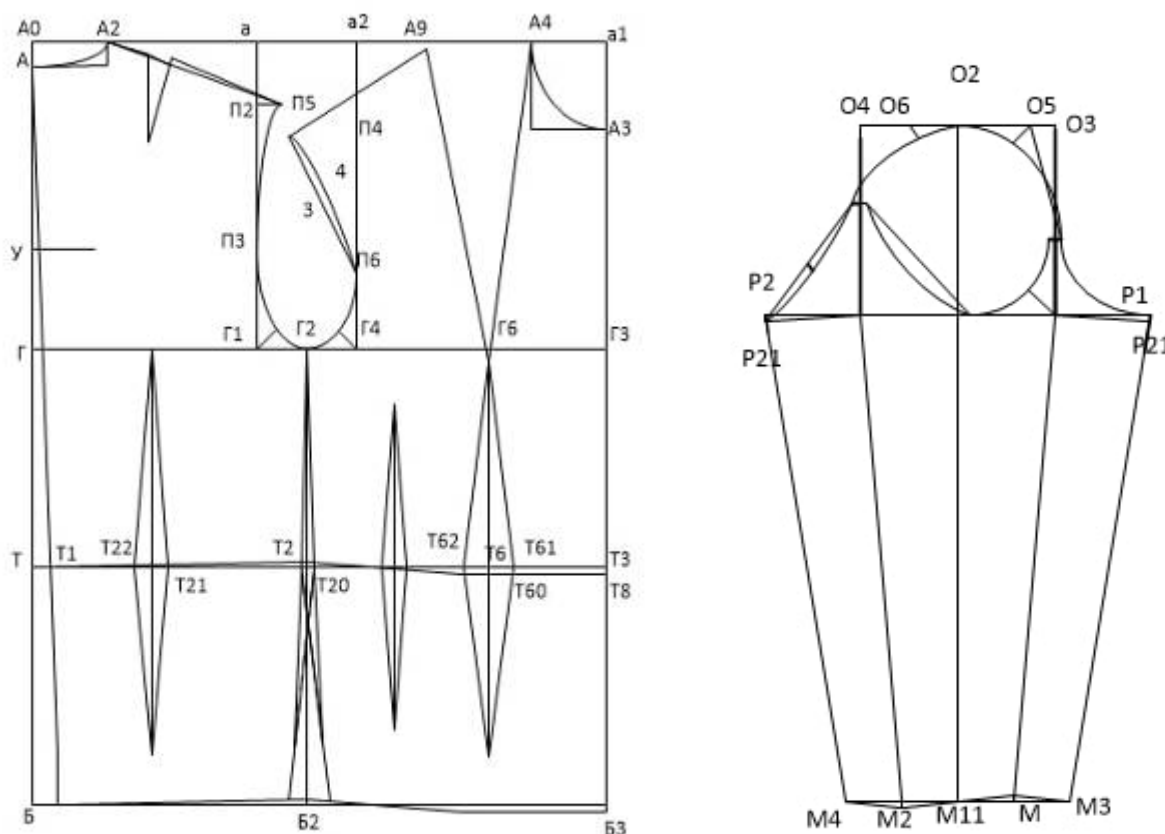 А0 А2 а а2 А9 А4 а1
О2
А
О4 О6 О5 О3
П2 П5
П4 А3
4
3
У П3 П6
Р2 Р1
Г Г1 Г2 Г4 Г6 Г3
Р21 Р21
Т Т1 Т22 Т2 Т62 Т6 Т61 Т3
Т21 Т20 Т60 Т8
Б Б2 Б3
М4 М2 М11 М М3